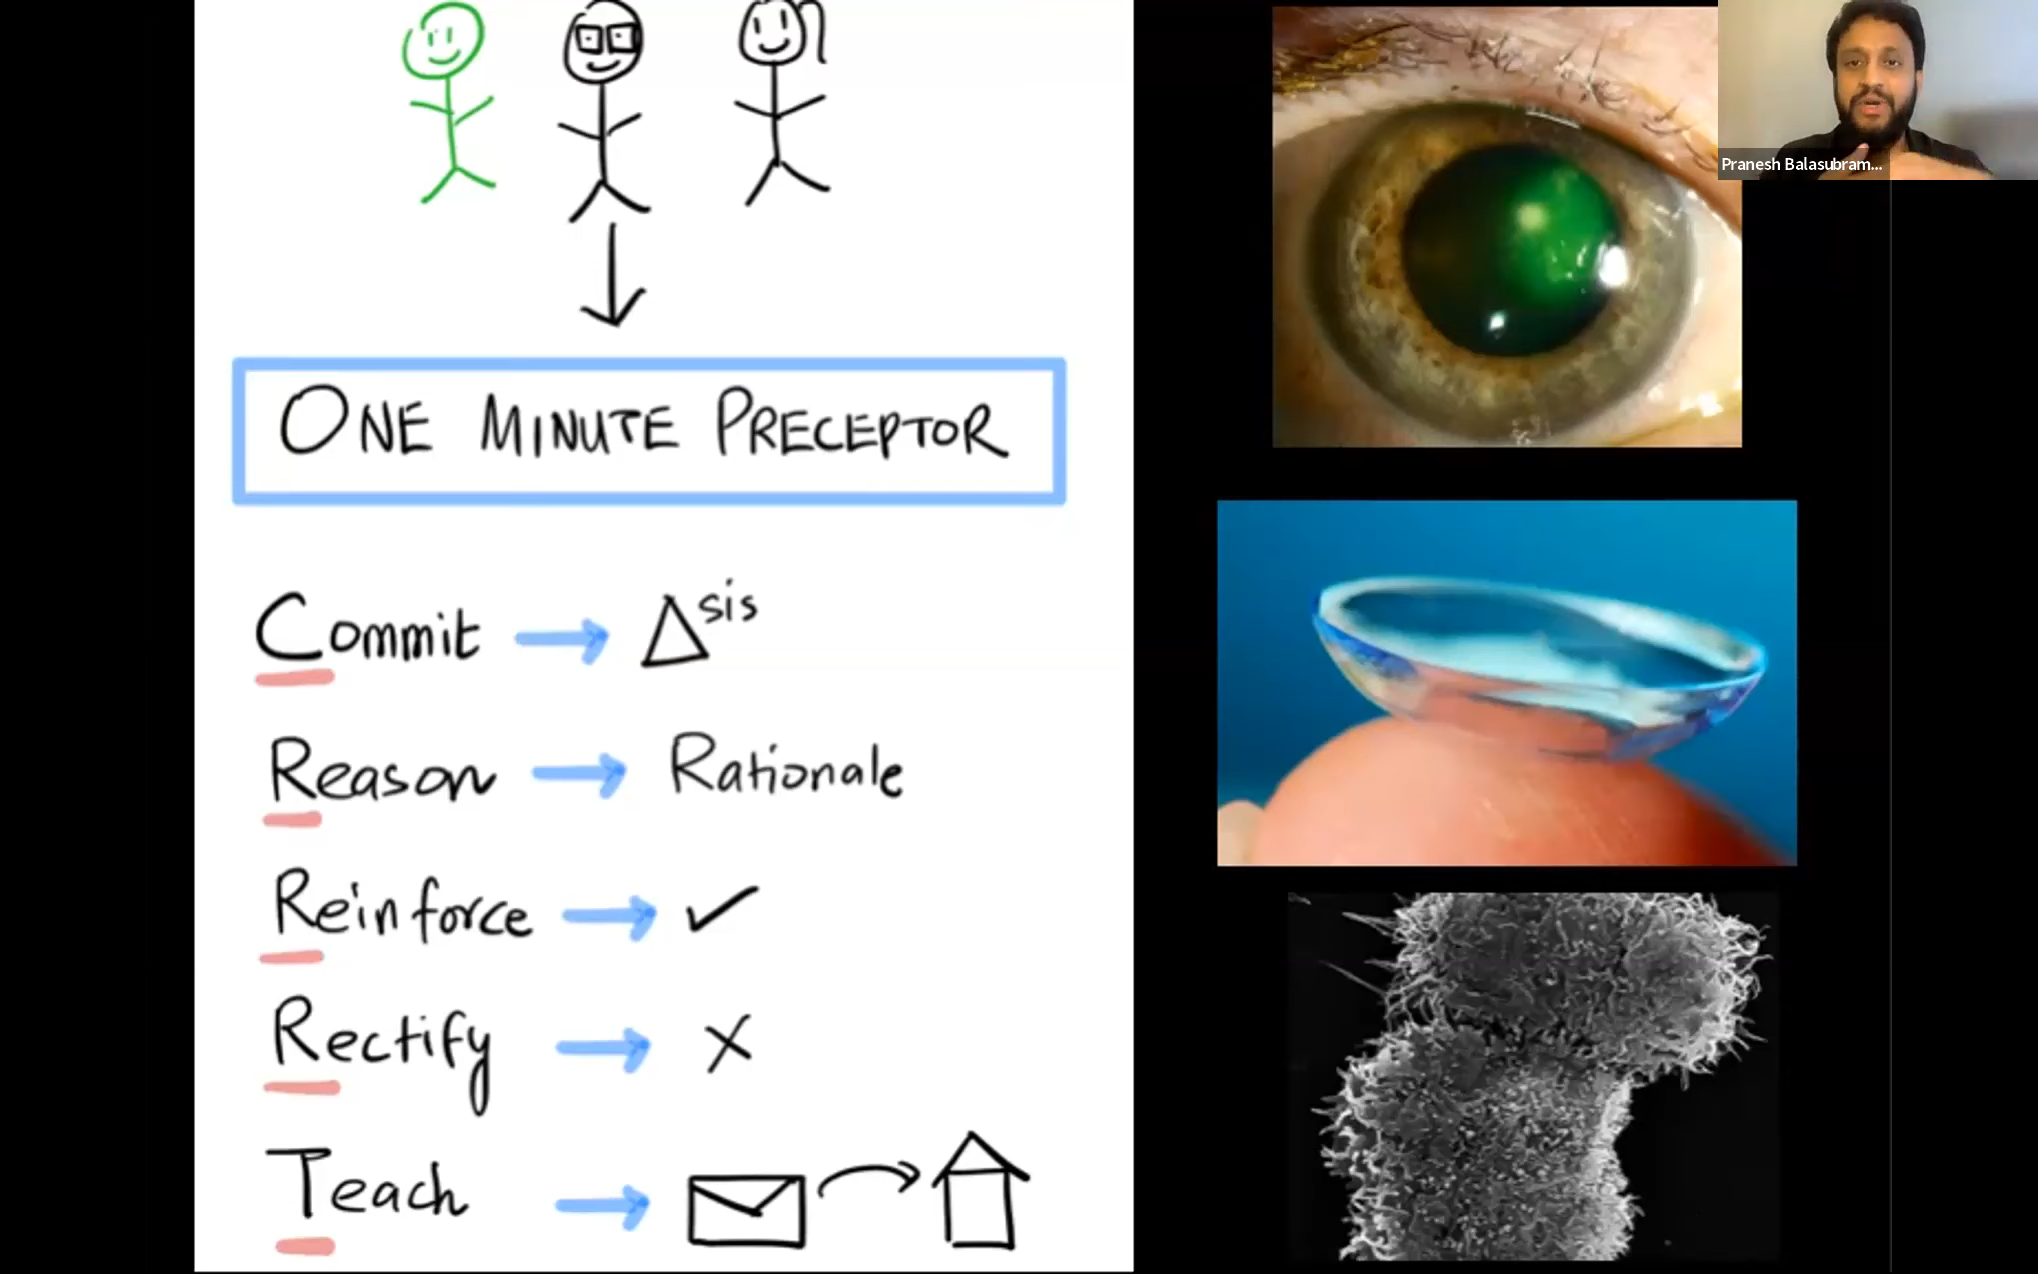 Pranesh Balasubram...
ONE MINUTE PRECEPTOR
Commit → Δsis
Reason → Rationale
Reinforce → ✓
Rectify → X
Teach →